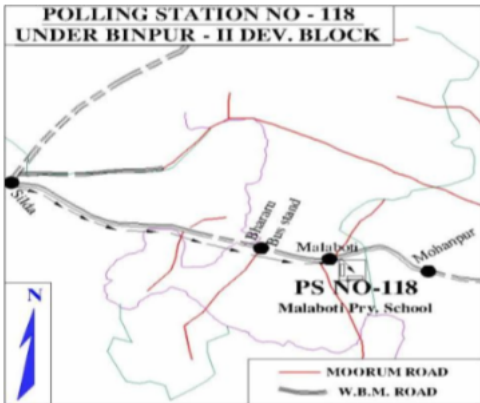 POLLING STATION NO - 118
UNDER BINPUR - II DEV. BLOCK
Silda
Bharam
Bus stand
Malaboti
Mohanpur
PS NO-118
Malaboti Pry. School
N
MOORUM ROAD
W.B.M. ROAD